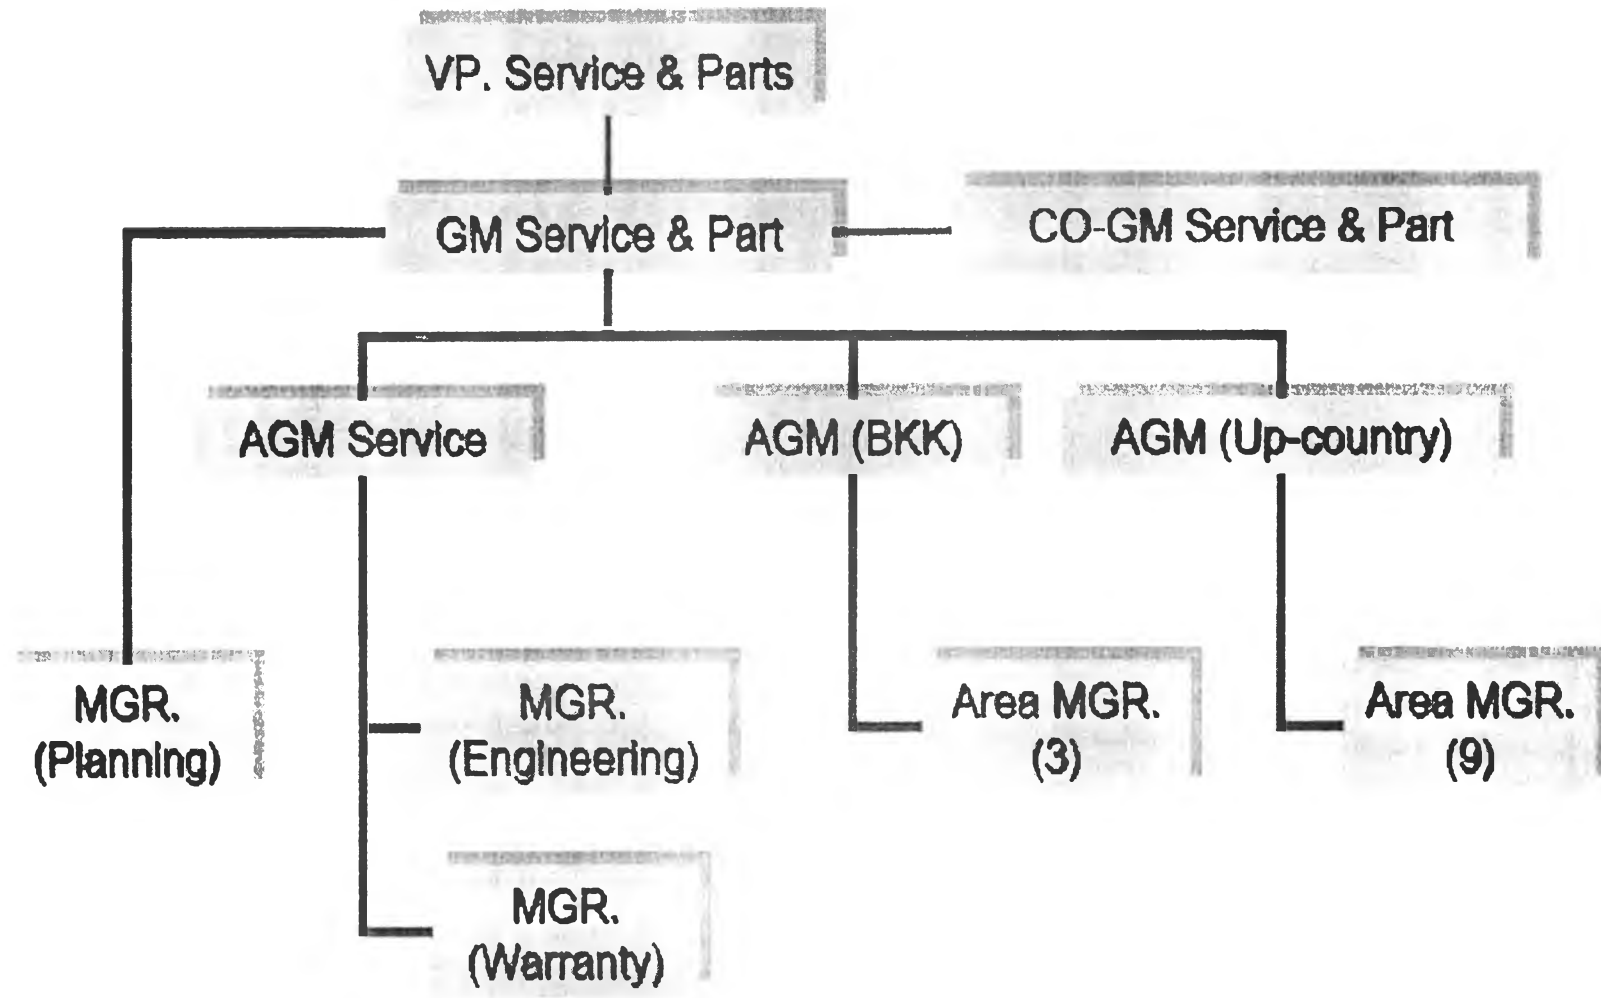 VP. Service & Parts
GM Service & Part
CO-GM Service & Part
AGM Service
AGM (BKK)
AGM (Up-country)
MGR.
(Planning)
MGR.
(Engineering)
Area MGR.
(3)
Area MGR.
(9)
MGR.
(Warranty)